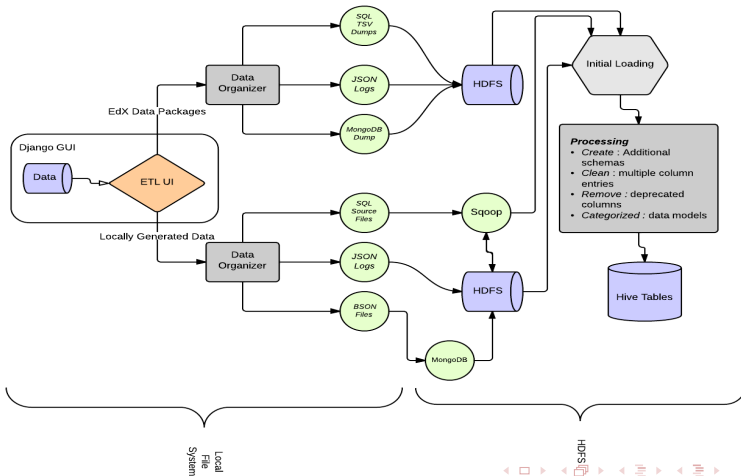 SQL
TSV
Dumps
Data
Organizer
JSON
Logs
HDFS
Initial Loading
EdX Data Packages
MongoDB
Dump
Django GUI
Data
ETL UI
Processing
• Create : Additional
schemas
• Clean : multiple column
entries
• Remove : deprecated
columns
• Categorized : data models
Locally Generated Data
SQL
Source
Files
Sqoop
Data
Organizer
JSON
Logs
HDFS
Hive Tables
BSON
Files
MongoDB
Local
File
System
HDFS